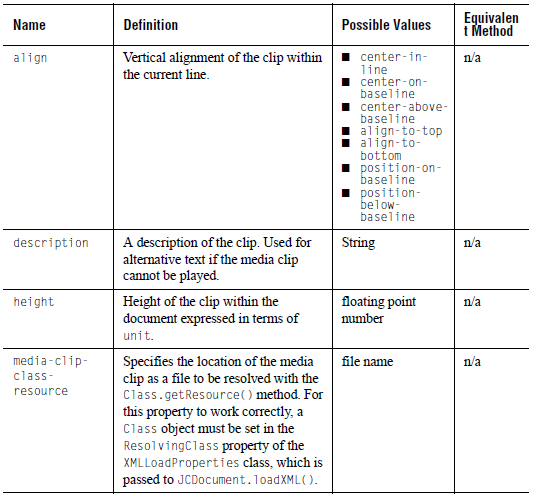 Name Definition Possible Values Equivalen
t Method
align Vertical alignment of the clip within ■ center-in- n/a
the current line. line
■ center-on-
baseline
■ center-above-
baseline
■ align-to-top
■ align-to-
bottom
■ position-on-
baseline
■ position-
below-
baseline
description A description of the clip. Used for String n/a
alternative text if the media clip
cannot be played.
height Height of the clip within the floating point n/a
document expressed in terms of number
unit.
media-clip- Specifies the location of the media file name n/a
class- clip as a file to be resolved with the
resource Class.getResource() method. For
this property to work correctly, a
Class object must be set in the
ResolvingClass property of the
XMLLoadProperties class, which is
passed to JCDocument.loadXML().